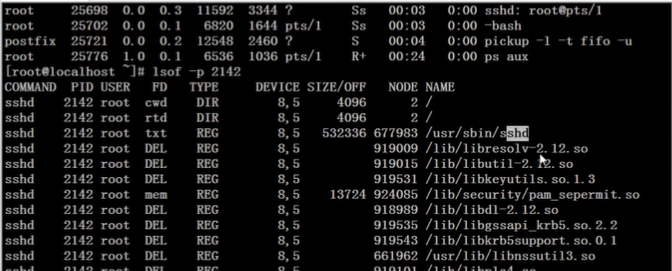 root 25698 0.0 0.3 11592 3344 ? Ss 00:03 0:00 sshd: root@pts/1
root 25702 0.0 0.1 6820 1644 pts/1 Ss 00:03 0:00 -bash
postfix 25721 0.0 0.2 12548 2460 ? S 00:04 0:00 pickup -l -t fifo -u
root 25776 1.0 0.1 6536 1036 pts/1 R+ 00:24 0:00 ps aux
[root@localhost ~]# lsof -p 2142
COMMAND PID USER FD TYPE DEVICE SIZE/OFF NODE NAME
sshd 2142 root cwd DIR 8,5 4096 2 /
sshd 2142 root rtd DIR 8,5 4096 2 /
sshd 2142 root txt REG 8,5 532336 677983 /usr/sbin/sshd
sshd 2142 root DEL REG 8,5 919009 /lib/libresolv-2.12.so
sshd 2142 root DEL REG 8,5 919015 /lib/libutil-2.12.so
sshd 2142 root DEL REG 8,5 919531 /lib/libkeyutils.so.1.3
sshd 2142 root mem REG 8,5 13724 924085 /lib/security/pam_sepermit.so
sshd 2142 root DEL REG 8,5 918989 /lib/libdl-2.12.so
sshd 2142 root DEL REG 8,5 919535 /lib/libgssapi_krb5.so.2.2
sshd 2142 root DEL REG 8,5 919543 /lib/libkrb5support.so.0.1
sshd 2142 root DEL REG 8,5 661962 /usr/lib/libnssutil3.so
sshd 2142 root DEL REG 8,5 919101